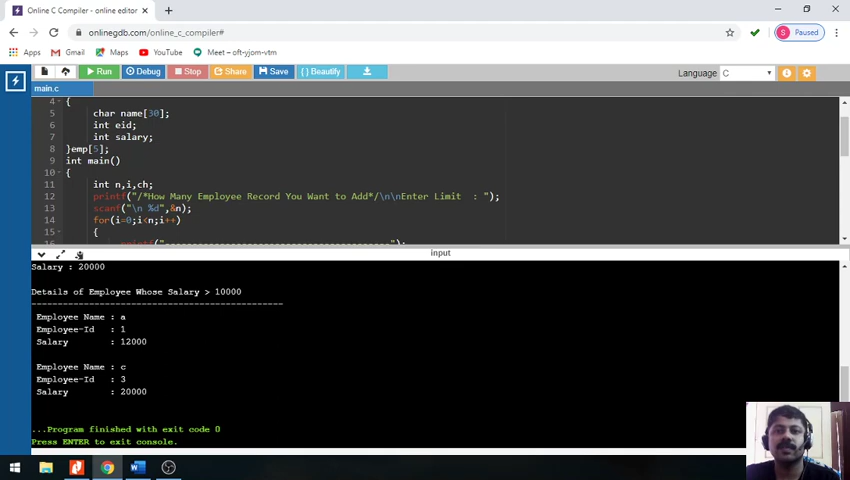 Online C Compiler - online editor
onlinegdb.com/online_c_compiler#
S Paused
Apps Gmail Maps YouTube Meet – oft-yjom-vtm
Run Debug Stop Share Save { } Beautify
Language C
main.c
4 {
5 char name[30];
6 int eid;
7 int salary;
8 }emp[5];
9 int main()
10 {
11 int n,i,ch;
12 printf("/*How Many Employee Record You Want to Add*/\n\nEnter Limit : ");
13 scanf("\n %d",&n);
14 for(i=0;i<n;i++)
15 {
16 printf("------------------------------------------");
input
Salary : 20000
Details of Employee Whose Salary > 10000
------------------------------------------------
Employee Name : a
Employee-Id : 1
Salary : 12000
Employee Name : c
Employee-Id : 3
Salary : 20000
...Program finished with exit code 0
Press ENTER to exit console.